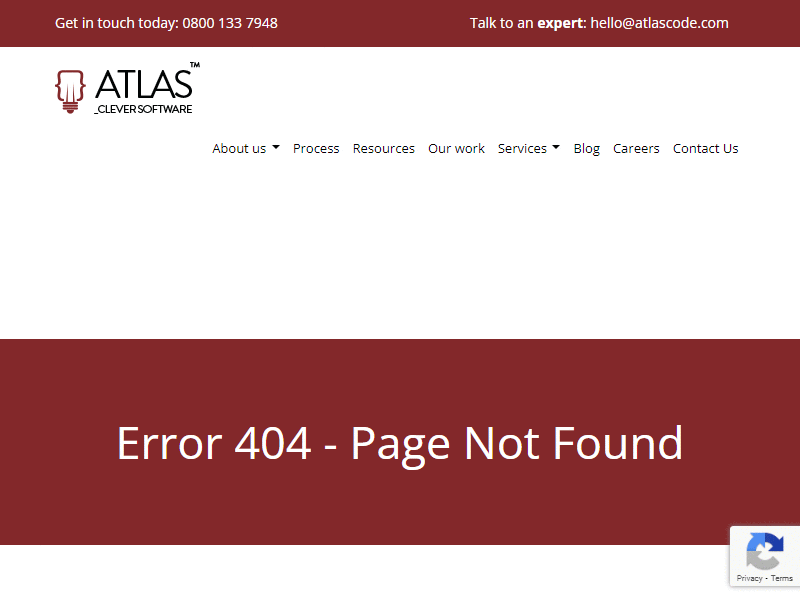 Get in touch today: 0800 133 7948
Talk to an expert: hello@atlascode.com
ATLAS™
_CLEVER SOFTWARE
About us Process Resources Our work Services Blog Careers Contact Us
Error 404 - Page Not Found
Privacy - Terms